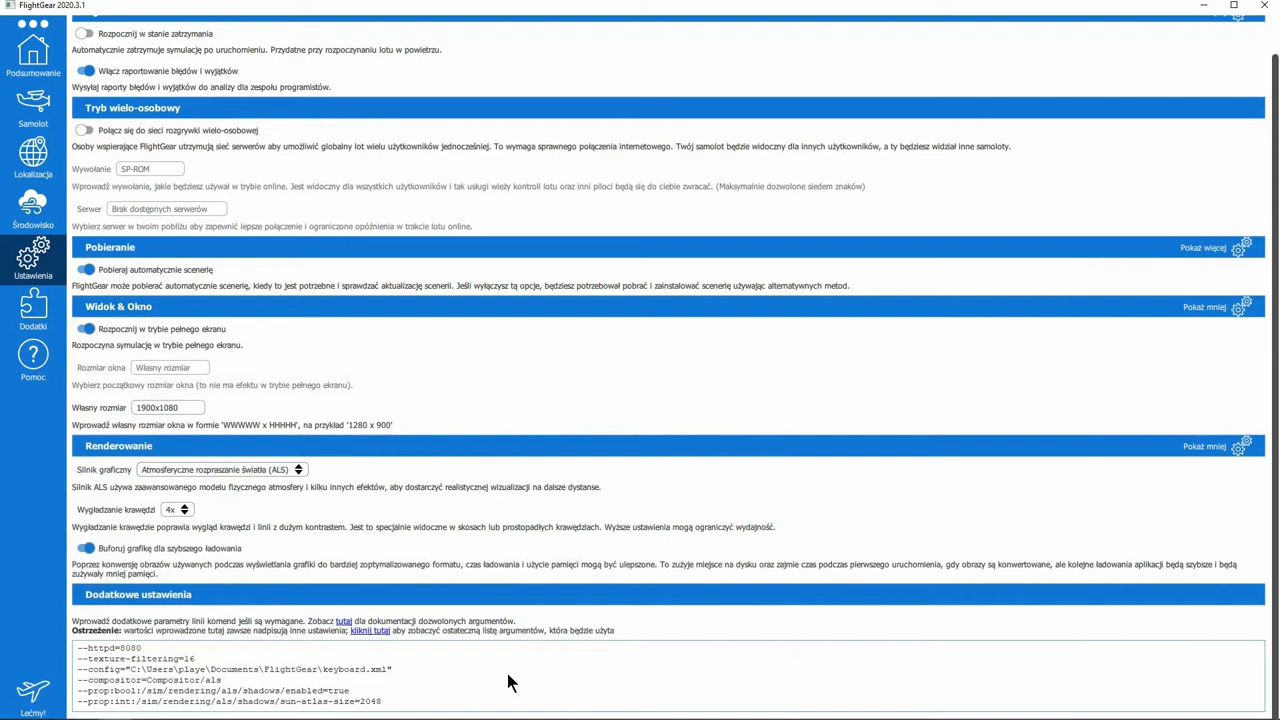 FlightGear 2020.3.1
Podsumowanie
Samolot
Lokalizacja
Środowisko
Ustawienia
Dodatki
Pomoc
Lećmy!
Rozpocznij w stanie zatrzymania
Automatycznie zatrzymuje symulację po uruchomieniu. Przydatne przy rozpoczynaniu lotu w powietrzu.
Włącz raportowanie błędów i wyjątków
Wysyłaj raporty błędów i wyjątków do analizy dla zespołu programistów.
Tryb wielo-osobowy
Połącz się do sieci rozgrywki wielo-osobowej
Osoby wspierające FlightGear utrzymują sieć serwerów aby umożliwić globalny lot wielu użytkowników jednocześniej. To wymaga sprawnego połączenia internetowego. Twój samolot będzie widoczny dla innych użytkowników, a ty będziesz widział inne samoloty.
Wywołanie SP-ROM
Wprowadź wywołanie, jakie będziesz używał w trybie online. Jest widoczny dla wszystkich użytkowników i tak usługi wieży kontroli lotu oraz inni piloci będą się do ciebie zwracać. (Maksymalnie dozwolone siedem znaków)
Serwer Brak dostępnych serwerów
Wybierz serwer w twoim pobliżu aby zapewnić lepsze połączenie i ograniczone opóźnienia w trakcie lotu online.
Pobieranie Pokaż więcej
Pobieraj automatycznie scenerię
FlightGear może pobierać automatycznie scenerię, kiedy to jest potrzebne i sprawdzać aktualizację scenerii. Jeśli wyłączysz tą opcje, będziesz potrzebował pobrać i zainstalować scenerię używając alternatywnych metod.
Widok & Okno Pokaż mniej
Rozpocznij w trybie pełnego ekranu
Rozpoczyna symulację w trybie pełnego ekranu.
Rozmiar okna Własny rozmiar
Wybierz początkowy rozmiar okna (to nie ma efektu w trybie pełnego ekranu).
Własny rozmiar 1900x1080
Wprowadź własny rozmiar okna w formie 'WWWWW x HHHHH', na przykład '1280 x 900'
Renderowanie Pokaż mniej
Silnik graficzny Atmosferyczne rozpraszanie światła (ALS)
Silnik ALS używa zaawansowanego modelu fizycznego atmosfery i kilku innych efektów, aby dostarczyć realistycznej wizualizacji na dalsze dystanse.
Wygładzanie krawędzi 4x
Wygładzanie krawędzie poprawia wygląd krawędzi i linii z dużym kontrastem. Jest to specjalnie widoczne w skosach lub prostopadłych krawędziach. Wyższe ustawienia mogą ograniczyć wydajność.
Buforuj grafikę dla szybszego ładowania
Poprzez konwersję obrazów używanych podczas wyświetlania grafiki do bardziej zoptymalizowanego formatu, czas ładowania i użycie pamięci mogą być ulepszone. To zużyje miejsce na dysku oraz zajmie czas podczas pierwszego uruchomienia, gdy obrazy są konwertowane, ale kolejne ładowania aplikacji będą szybsze i będą
zużywały mniej pamięci.
Dodatkowe ustawienia
Wprowadź dodatkowe parametry linii komend jeśli są wymagane. Zobacz tutaj dla dokumentacji dozwolonych argumentów.
Ostrzeżenie: wartości wprowadzone tutaj zawsze nadpisują inne ustawienia; kliknij tutaj aby zobaczyć ostateczną listę argumentów, która będzie użyta
--httpd=8080
--texture-filtering=16
--config="C:\Users\playe\Documents\FlightGear\keyboard.xml"
--compositor=Compositor/als
--prop:bool:/sim/rendering/als/shadows/enabled=true
--prop:int:/sim/rendering/als/shadows/sun-atlas-size=2048